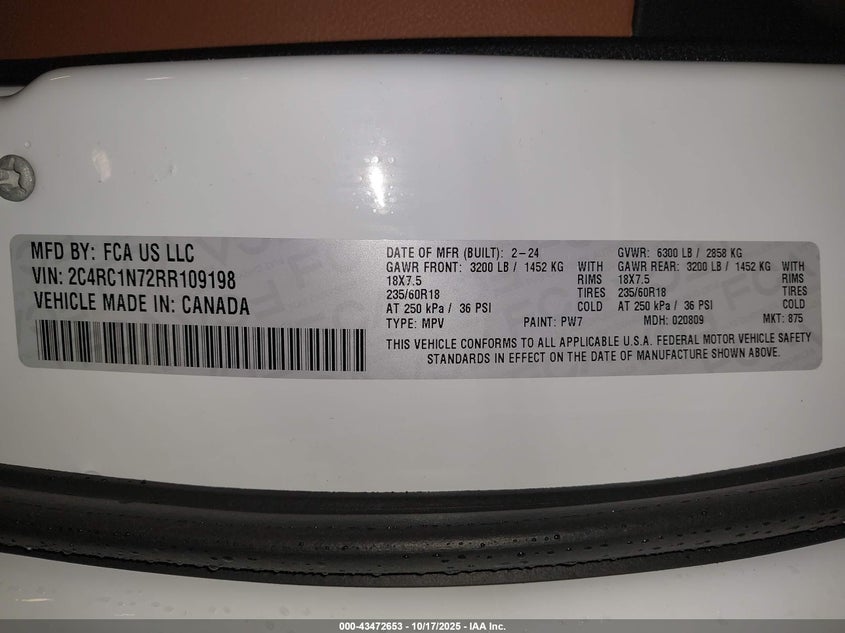 MFD BY: FCA US LLC
VIN: 2C4RC1N72RR109198
VEHICLE MADE IN: CANADA
DATE OF MFR (BUILT): 2-24 GVWR: 6300 LB / 2858 KG
GAWR FRONT: 3200 LB / 1452 KG WITH GAWR REAR: 3200 LB / 1452 KG WITH
18X7.5 RIMS 18X7.5 RIMS
235/60R18 TIRES 235/60R18 TIRES
AT 250 kPa / 36 PSI COLD AT 250 kPa / 36 PSI COLD
TYPE: MPV PAINT: PW7 MDH: 020809 MKT: 875
THIS VEHICLE CONFORMS TO ALL APPLICABLE U.S.A. FEDERAL MOTOR VEHICLE SAFETY
STANDARDS IN EFFECT ON THE DATE OF MANUFACTURE SHOWN ABOVE.
000-43472653 - 10/17/2025 - IAA Inc.